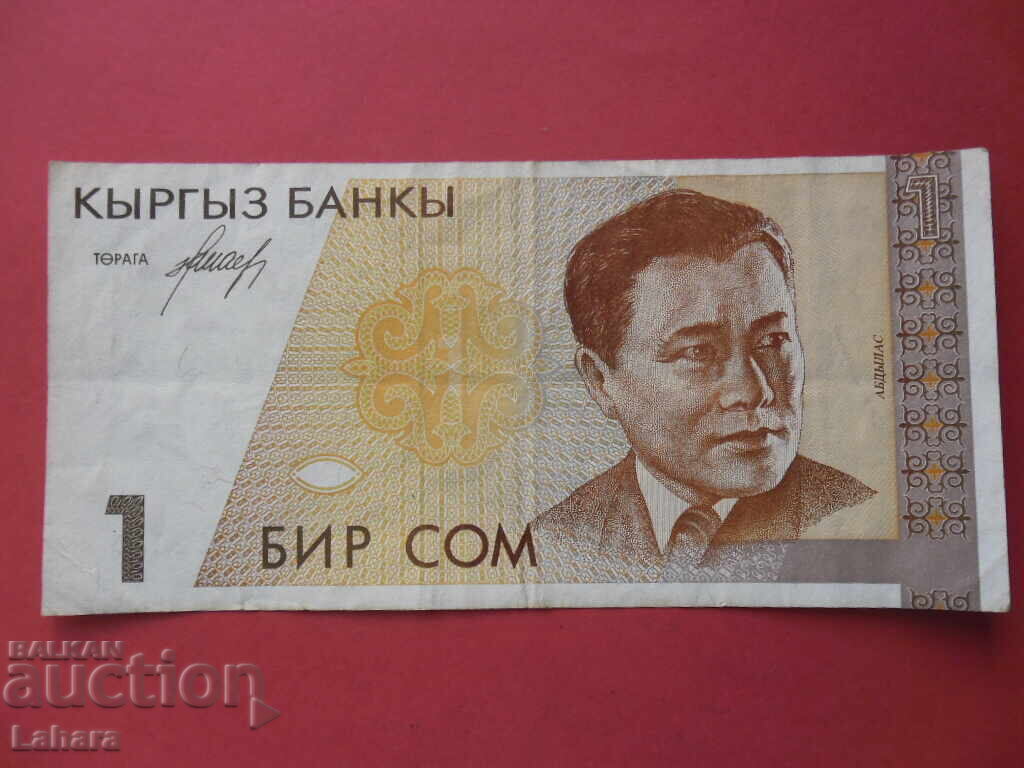 КЫРГЫЗ БАНКЫ
ТӨРАГА
1
АБДЫЛАС
1
БИР СОМ
BALKAN
auction
Lahara